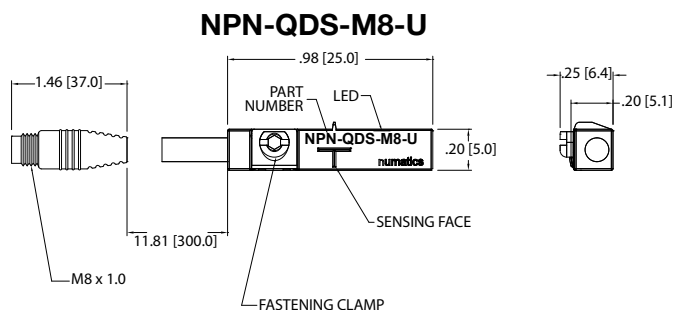 NPN-QDS-M8-U
.98 [25.0]
1.46 [37.0]
.25 [6.4]
PART
NUMBER
LED
.20 [5.1]
NPN-QDS-M8-U
numatics
.20 [5.0]
SENSING FACE
11.81 [300.0]
M8 x 1.0
FASTENING CLAMP